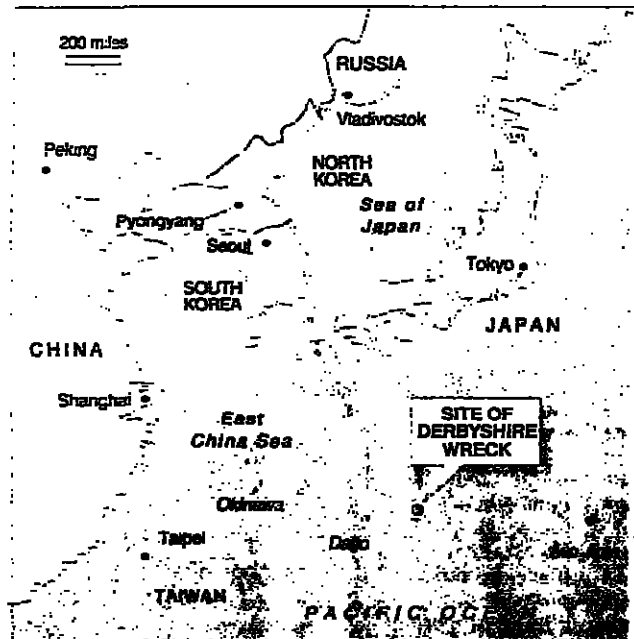 200 miles
RUSSIA
Vladivostok
Peking
NORTH
KOREA
Sea of
Japan
Pyongyang
Seoul
Tokyo
SOUTH
KOREA
JAPAN
CHINA
Shanghai
SITE OF
DERBYSHIRE
WRECK
East
China Sea
Okinawa
Taipei
Daito
TAIWAN
PACIFIC